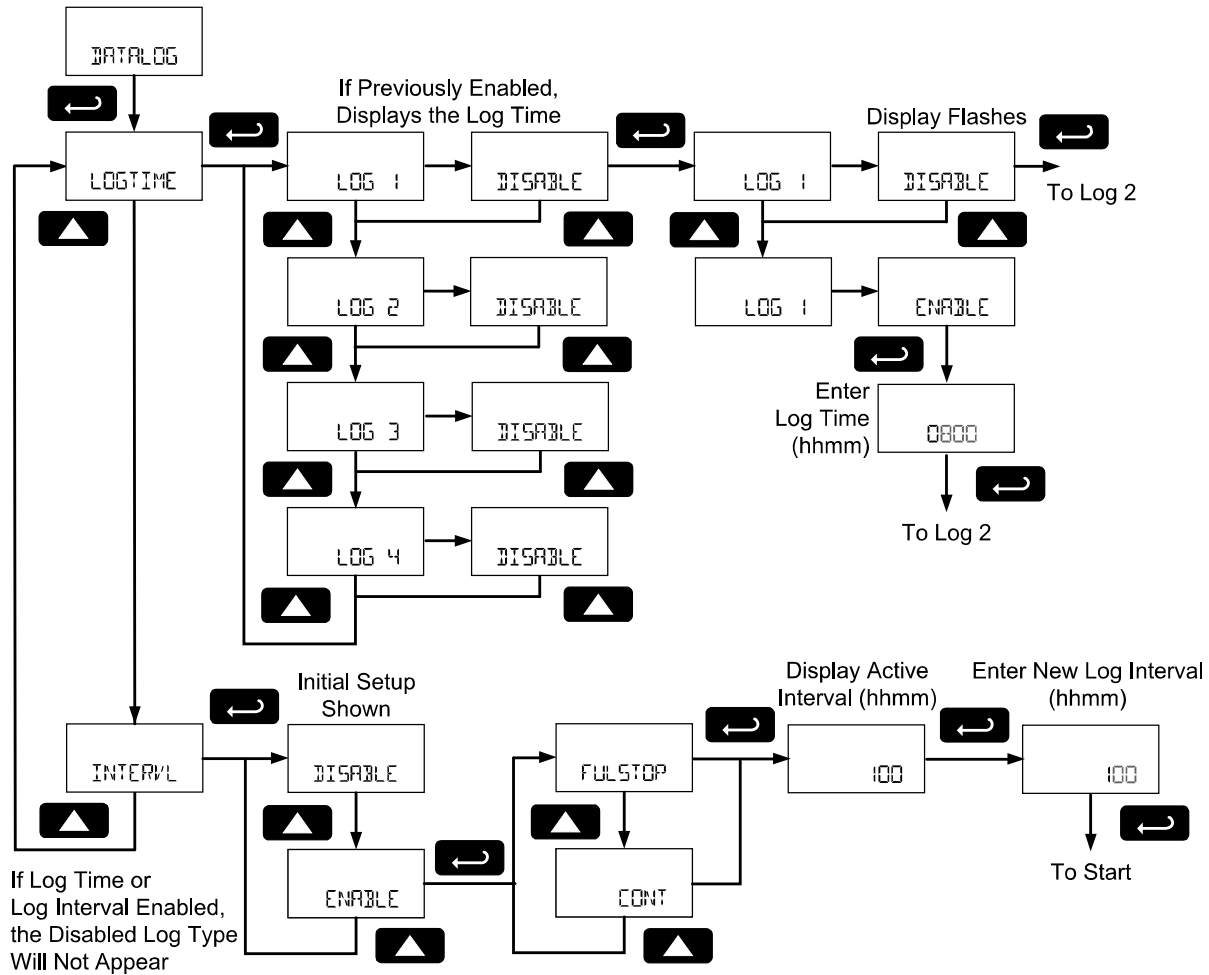 DATALOG
If Previously Enabled,
Displays the Log Time
Display Flashes
LOGTIME
LOG 1
DISABLE
LOG 1
DISABLE
To Log 2
LOG 2
DISABLE
LOG 1
ENABLE
Enter
Log Time
(hhmm)
0800
LOG 3
DISABLE
To Log 2
LOG 4
DISABLE
Initial Setup
Shown
Display Active
Interval (hhmm)
Enter New Log Interval
(hhmm)
INTERVL
DISABLE
FULSTOP
100
100
ENABLE
CONT
To Start
If Log Time or
Log Interval Enabled,
the Disabled Log Type
Will Not Appear